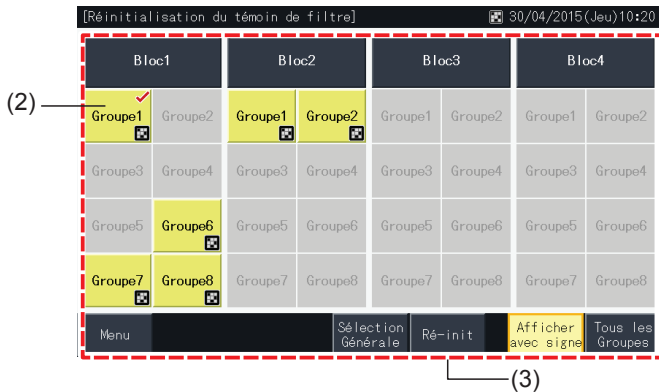 [Réinitialisation du témoin de filtre] 30/04/2015(Jeu)10:20
Bloc1 Bloc2 Bloc3 Bloc4
(2)
Groupe1 Groupe2 Groupe1 Groupe2 Groupe1 Groupe2 Groupe1 Groupe2
Groupe3 Groupe4 Groupe3 Groupe4 Groupe3 Groupe4 Groupe3 Groupe4
Groupe5 Groupe6 Groupe5 Groupe6 Groupe5 Groupe6 Groupe5 Groupe6
Groupe7 Groupe8 Groupe7 Groupe8 Groupe7 Groupe8 Groupe7 Groupe8
Menu
Sélection
Générale
Ré-init
Afficher
avec signe
Tous les
Groupes
(3)